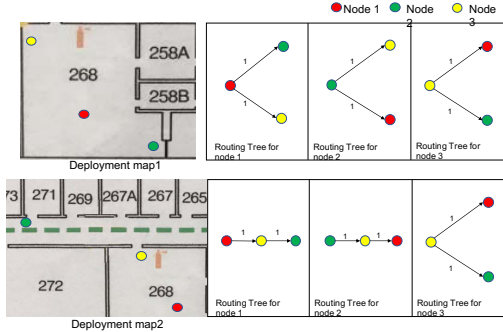 Node 1 Node 2 Node 3
258A
268
258B
1
1
1
1
1
1
Routing Tree for node 1
Routing Tree for node 2
Routing Tree for node 3
Deployment map1
73 271 269 267A 267 265
272
268
1 1
1 1
1
1
Routing Tree for node 1
Routing Tree for node 2
Routing Tree for node 3
Deployment map2